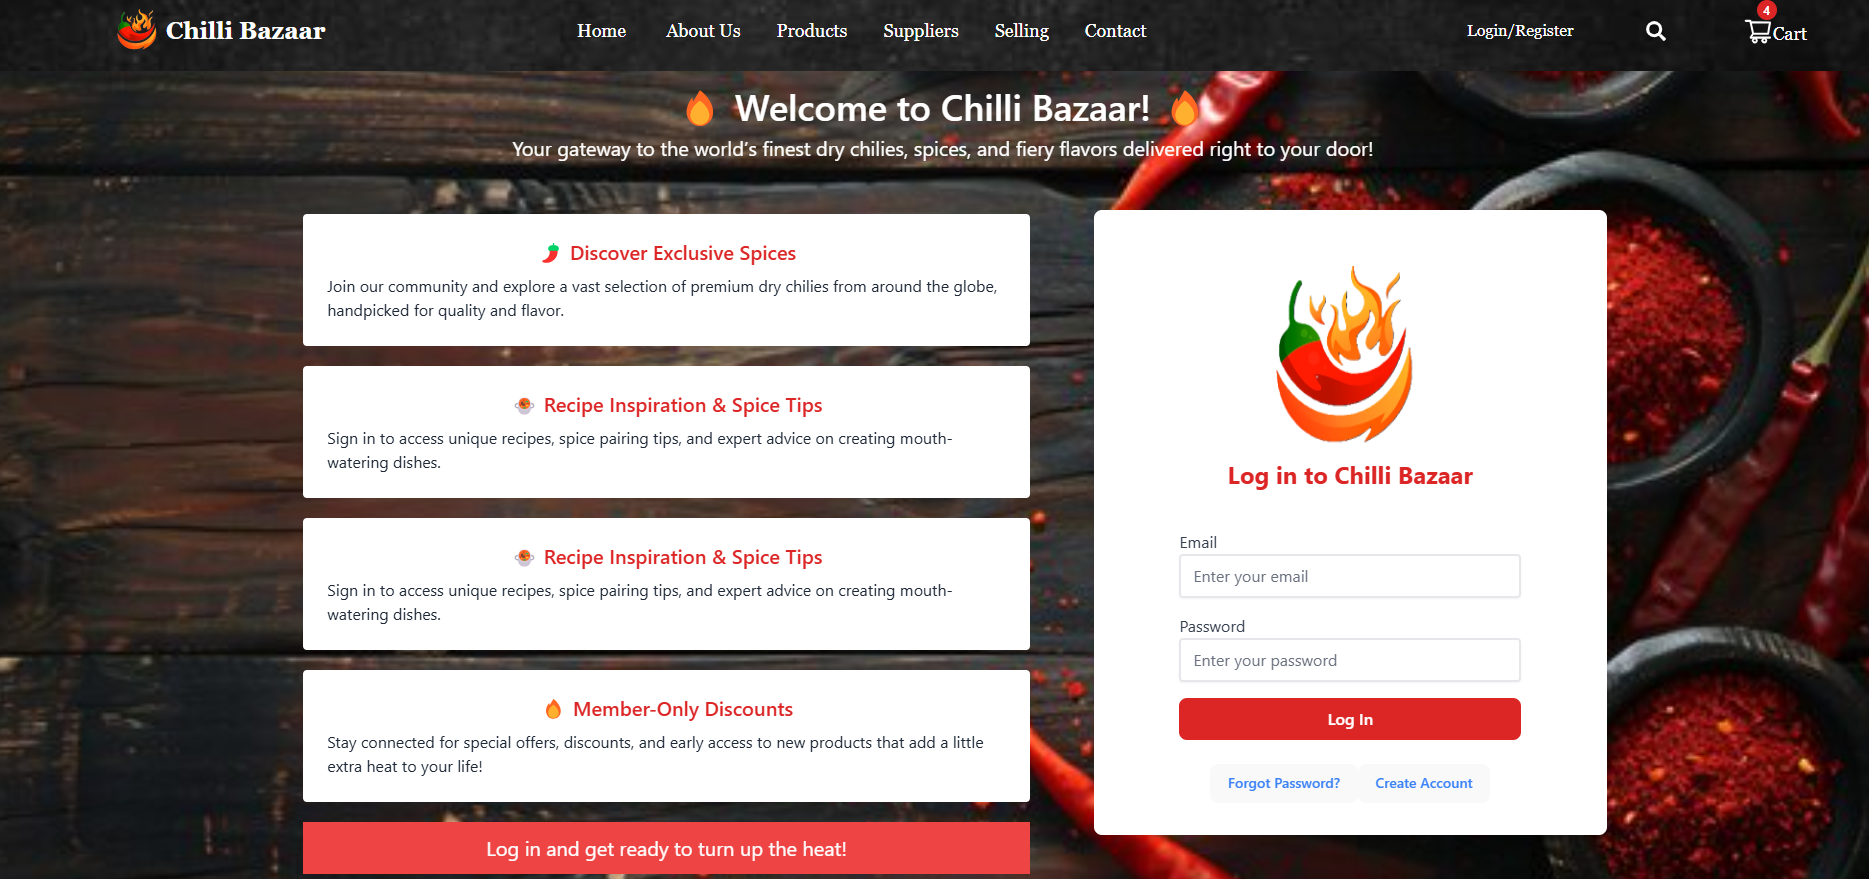 Chilli Bazaar
Home
About Us
Products
Suppliers
Selling
Contact
Login/Register
4
Cart
Welcome to Chilli Bazaar!
Your gateway to the world’s finest dry chilies, spices, and fiery flavors delivered right to your door!
Discover Exclusive Spices
Join our community and explore a vast selection of premium dry chilies from around the globe,
handpicked for quality and flavor.
Recipe Inspiration & Spice Tips
Sign in to access unique recipes, spice pairing tips, and expert advice on creating mouth-
watering dishes.
Recipe Inspiration & Spice Tips
Sign in to access unique recipes, spice pairing tips, and expert advice on creating mouth-
watering dishes.
Member-Only Discounts
Stay connected for special offers, discounts, and early access to new products that add a little
extra heat to your life!
Log in and get ready to turn up the heat!
Log in to Chilli Bazaar
Email
Enter your email
Password
Enter your password
Log In
Forgot Password?
Create Account